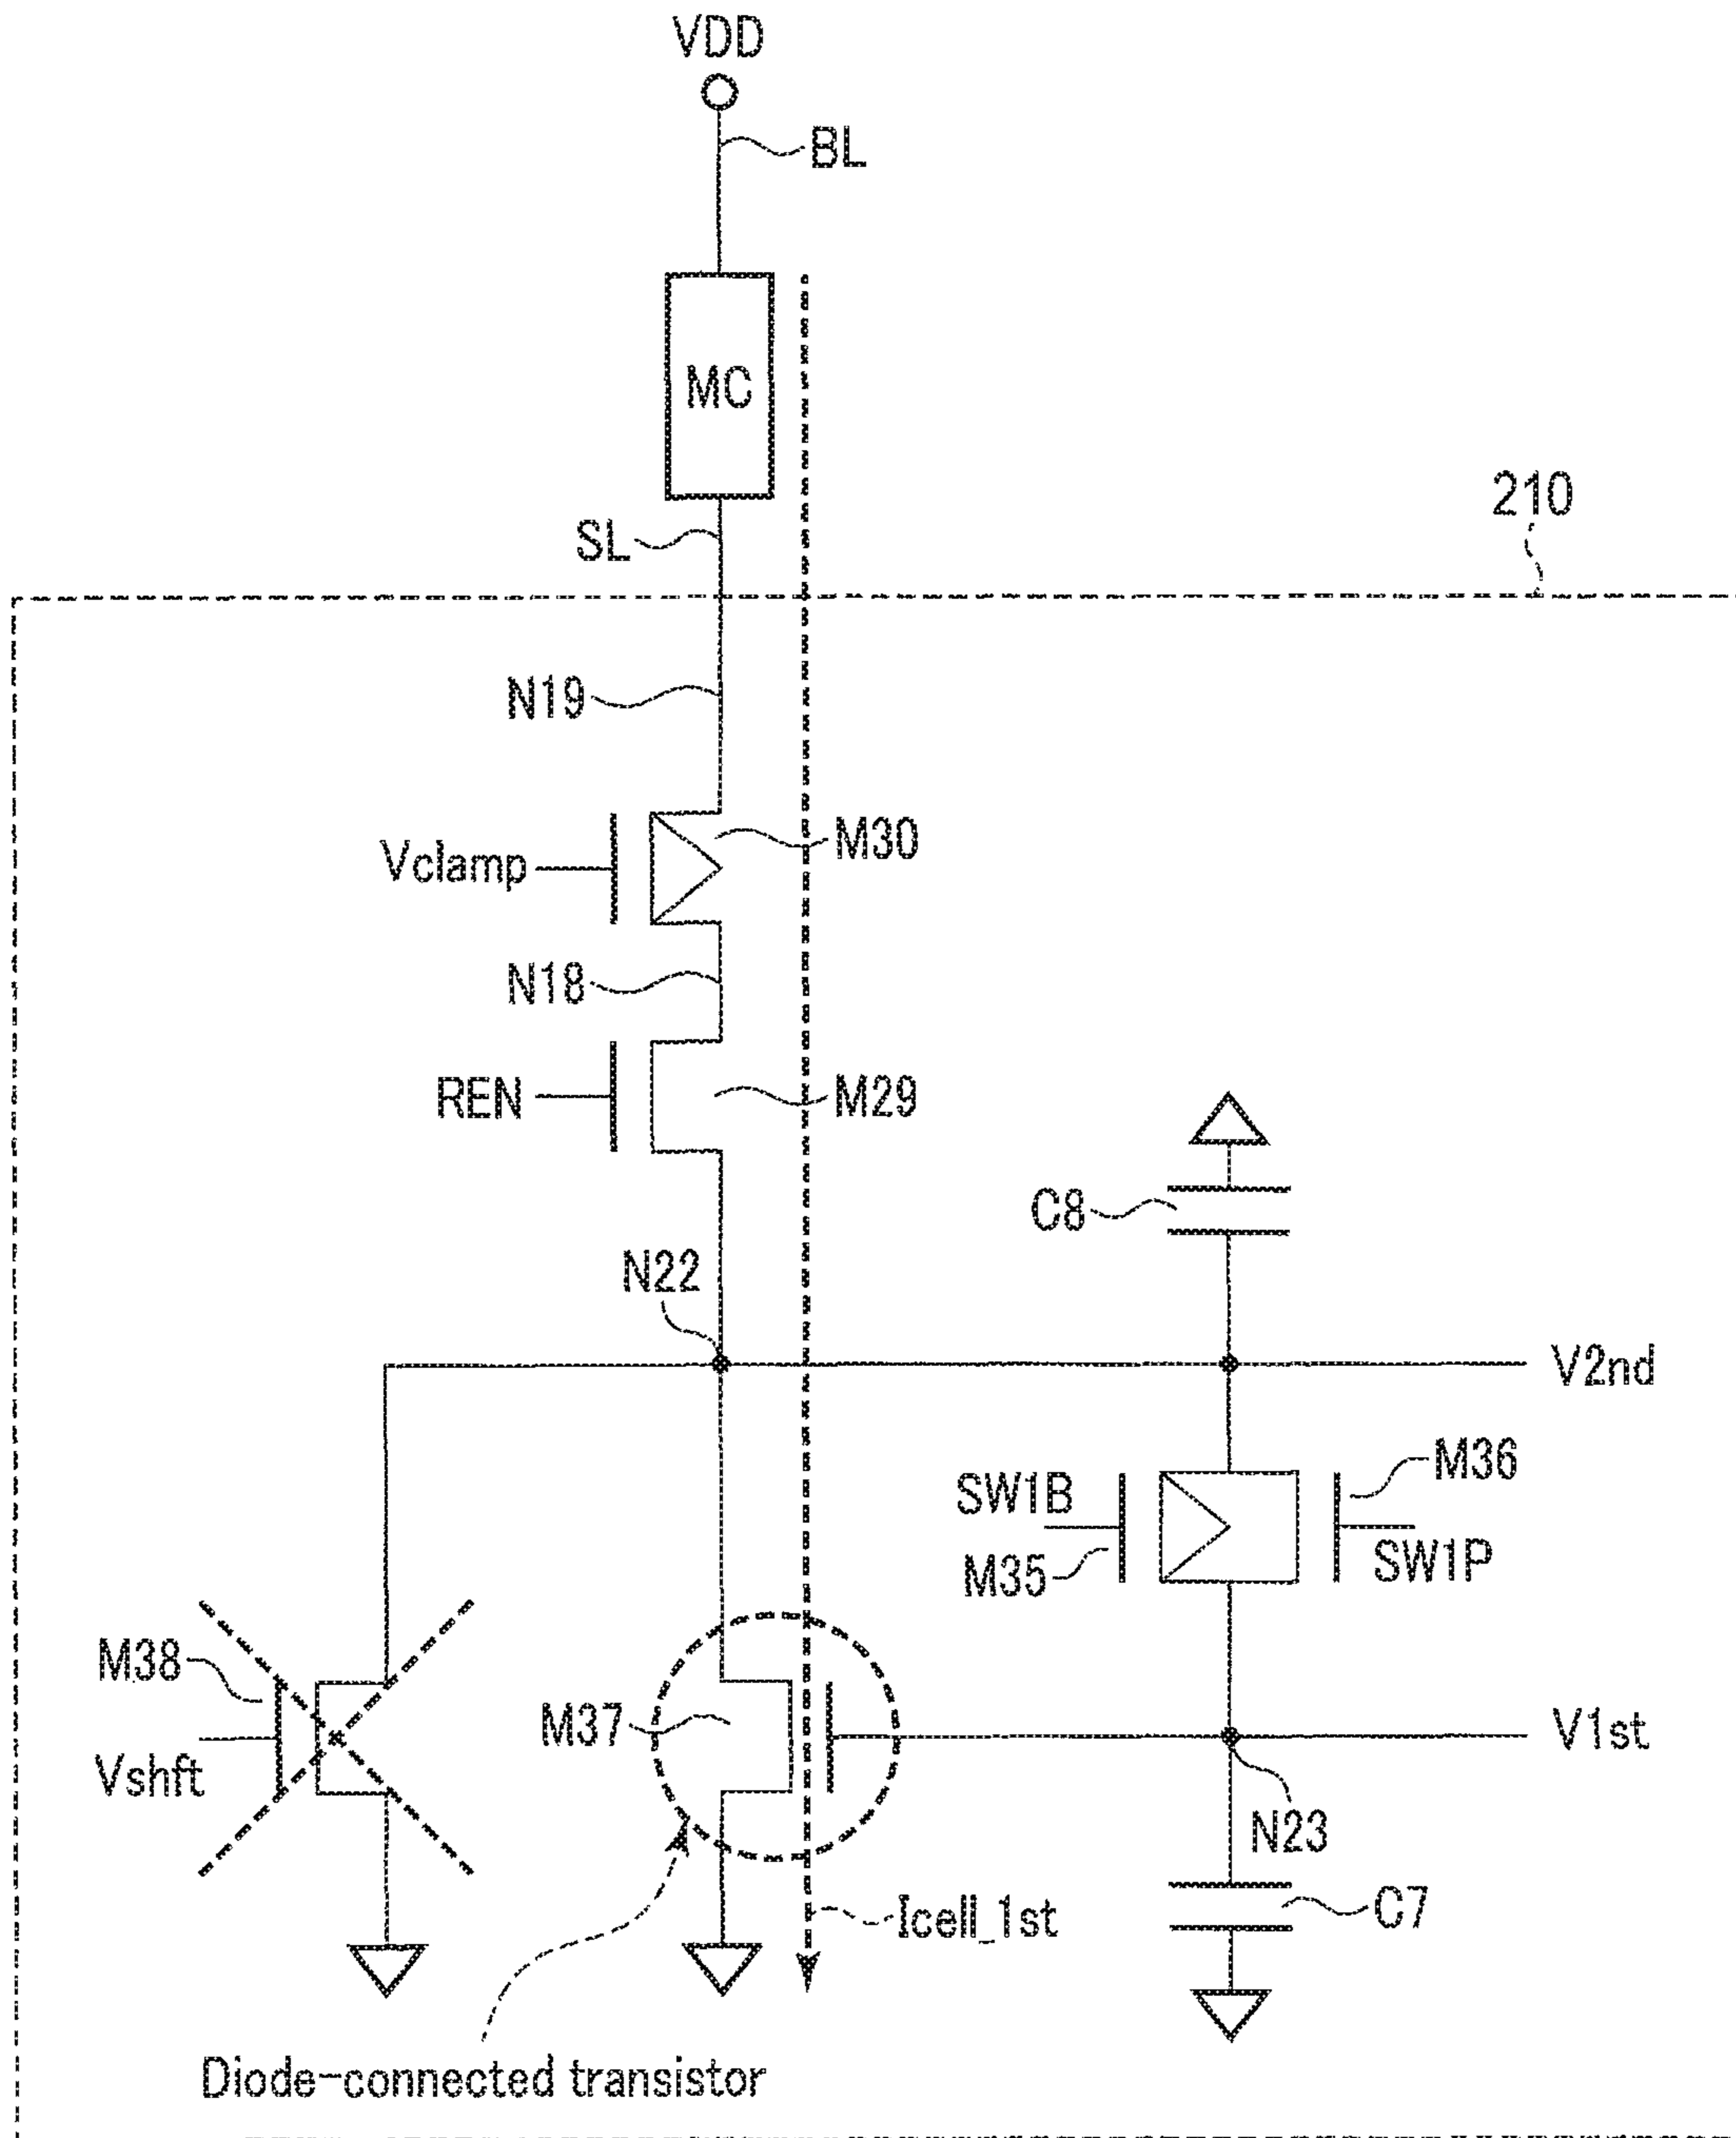 VDD
BL
MC
SL
210
N19
M30
Vclamp
N18
REN
M29
C8
N22
V2nd
M36
SW1B
M35
SW1P
M38
M37
V1st
Vshft
N23
C7
Icell_1st
Diode-connected transistor